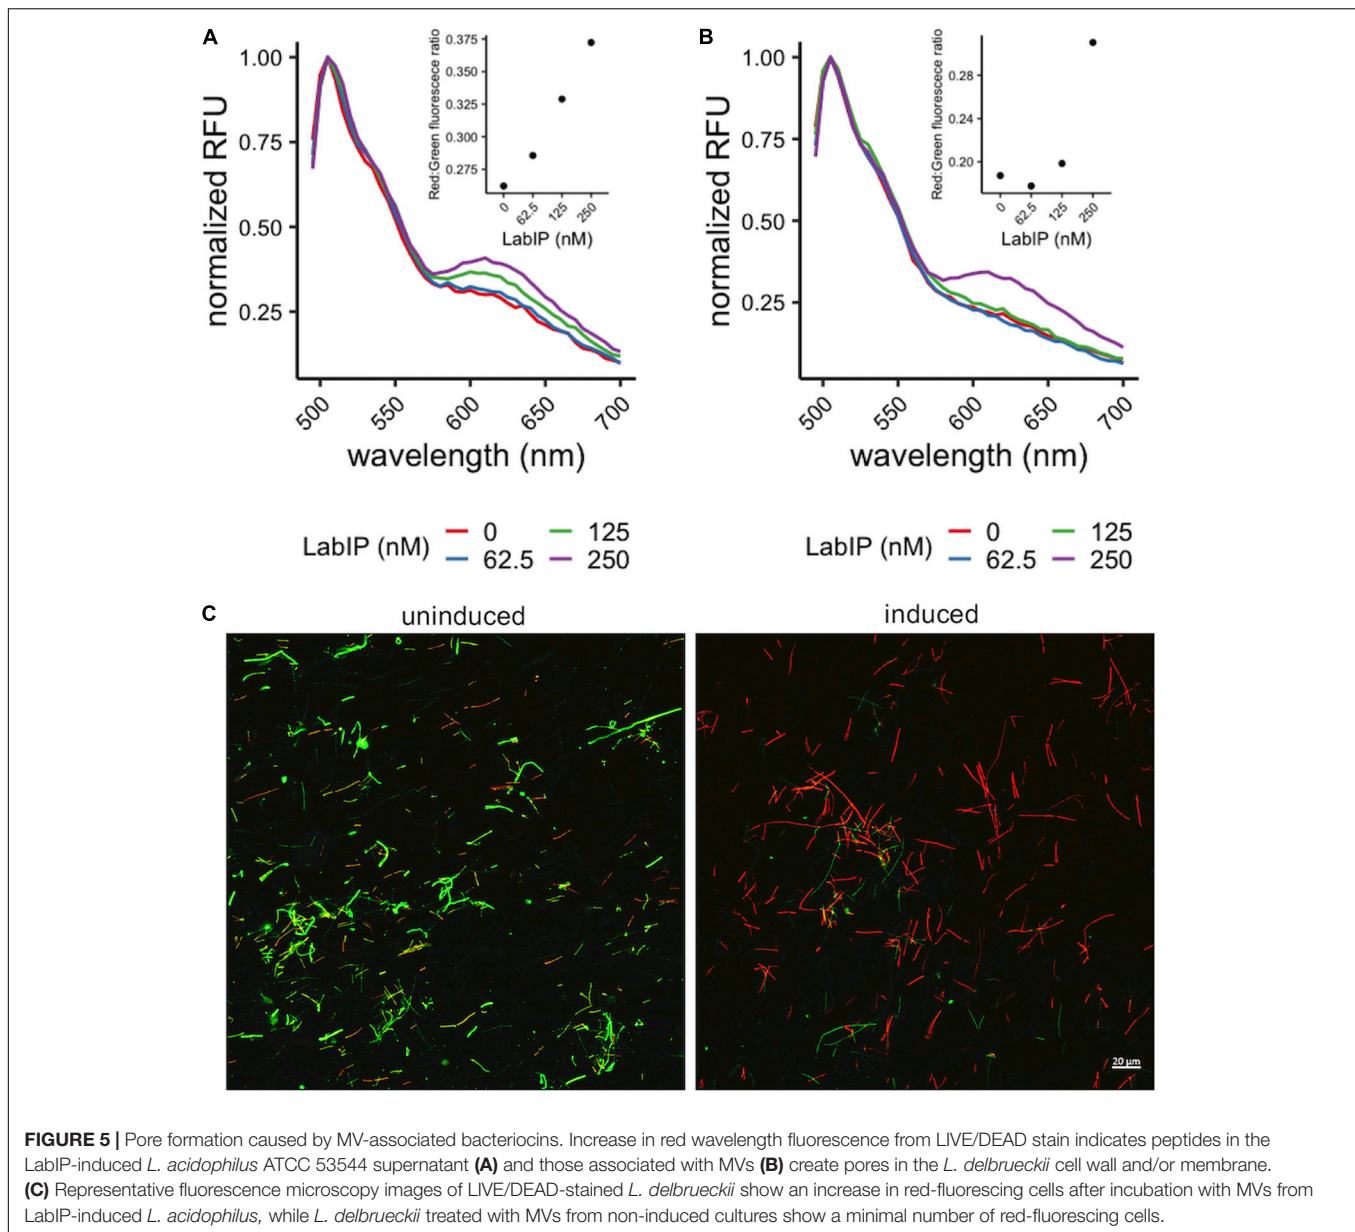 A
B
1.00
0.75
0.50
0.25
normalized RFU
500
550
600
650
700
wavelength (nm)
0.375
0.350
0.325
0.300
0.275
Red:Green fluorescece ratio
0
62.5
125
250
LabIP (nM)
1.00
0.75
0.50
0.25
normalized RFU
500
550
600
650
700
wavelength (nm)
0.28
0.24
0.20
Red:Green fluorescece ratio
0
62.5
125
250
LabIP (nM)
LabIP (nM)
0
125
62.5
250
LabIP (nM)
0
125
62.5
250
C
uninduced
induced
20 µm
FIGURE 5 | Pore formation caused by MV-associated bacteriocins. Increase in red wavelength fluorescence from LIVE/DEAD stain indicates peptides in the
LabIP-induced L. acidophilus ATCC 53544 supernatant (A) and those associated with MVs (B) create pores in the L. delbrueckii cell wall and/or membrane.
(C) Representative fluorescence microscopy images of LIVE/DEAD-stained L. delbrueckii show an increase in red-fluorescing cells after incubation with MVs from
LabIP-induced L. acidophilus, while L. delbrueckii treated with MVs from non-induced cultures show a minimal number of red-fluorescing cells.